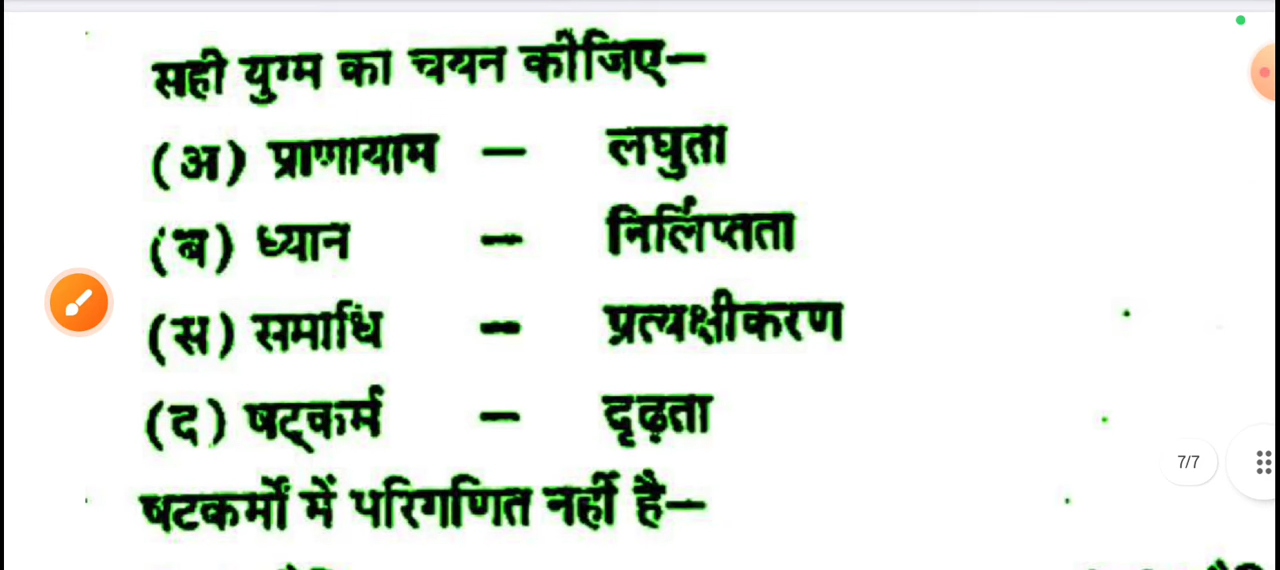 सही युग्म का चयन कीजिए—
(अ) प्राणायाम — लघुता
(ब) ध्यान — निर्लिप्तता
(स) समाधि — प्रत्यक्षीकरण
(द) षट्कर्म — दृढ़ता
7/7
षटकर्मों में परिगणित नहीं है—